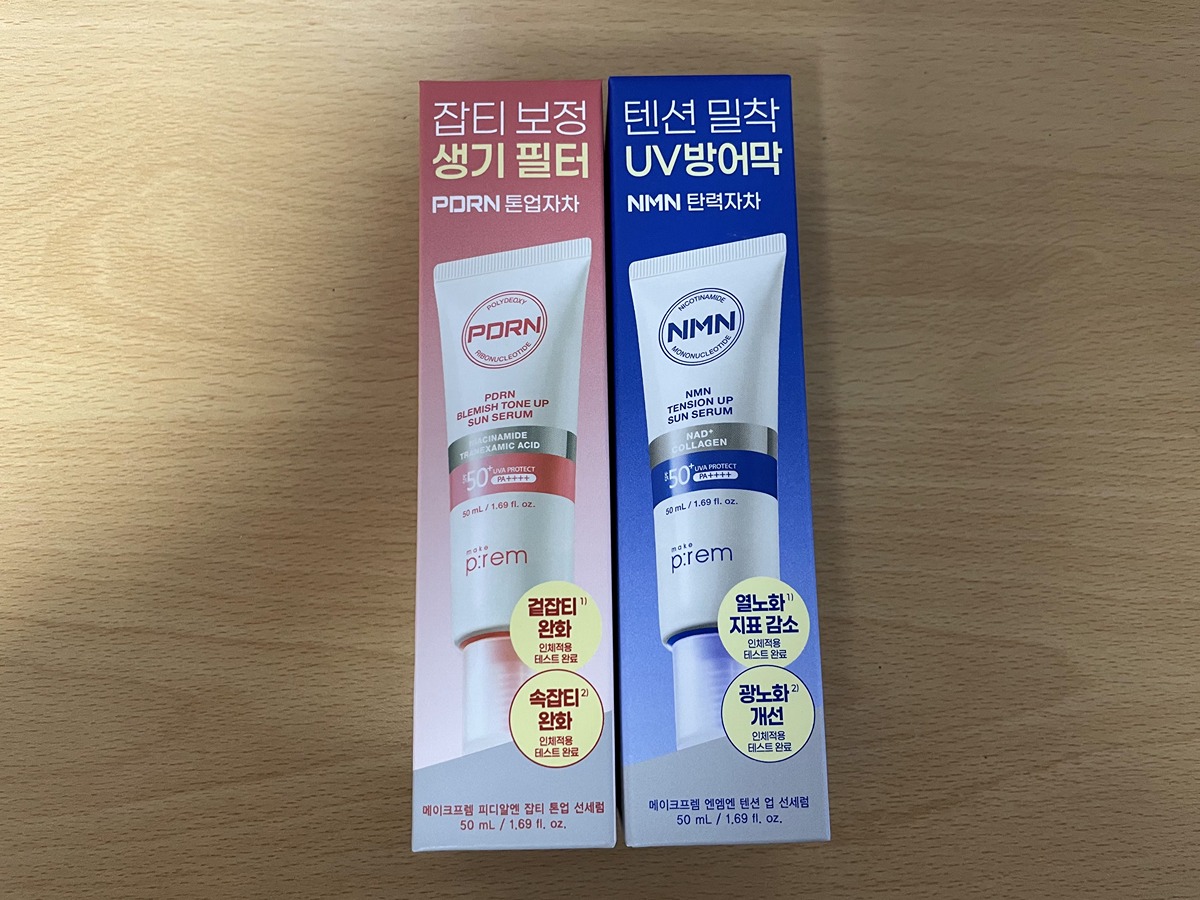 잡티 보정
생기 필터
PDRN 톤업자차
POLYDEOXY
PDRN
RIBONUCLEOTIDE
PDRN
BLEMISH TONE UP
SUN SERUM
NIACINAMIDE
TRANEXAMIC ACID
SPF 50+ UVA PROTECT
PA++++
50 mL / 1.69 fl. oz.
make
p:rem
겉잡티1)
완화
인체적용
테스트 완료
속잡티2)
완화
인체적용
테스트 완료
메이크프렘 피디알엔 잡티 톤업 선세럼
50 mL / 1.69 fl. oz.
텐션 밀착
UV방어막
NMN 탄력자차
NICOTINAMIDE
NMN
MONONUCLEOTIDE
NMN
TENSION UP
SUN SERUM
NAD+
COLLAGEN
SPF 50+ UVA PROTECT
PA++++
50 mL / 1.69 fl. oz.
make
p:rem
열노화1)
지표 감소
인체적용
테스트 완료
광노화2)
개선
인체적용
테스트 완료
메이크프렘 엔엠엔 텐션 업 선세럼
50 mL / 1.69 fl. oz.